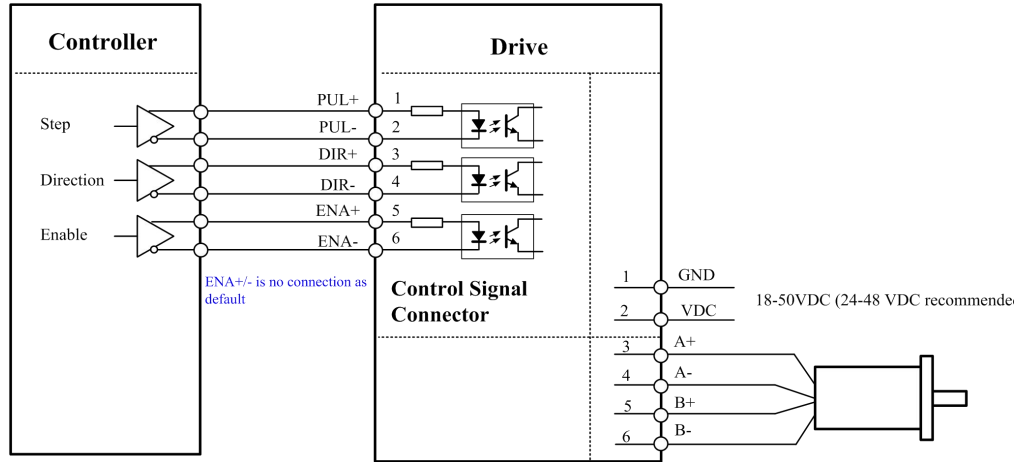 Controller
Drive
Step
PUL+
1
PUL-
2
Direction
DIR+
3
DIR-
4
Enable
ENA+
5
ENA-
6
ENA+/- is no connection as
default
Control Signal
Connector
1
GND
2
VDC
18-50VDC (24-48 VDC recommende
3
A+
4
A-
5
B+
6
B-